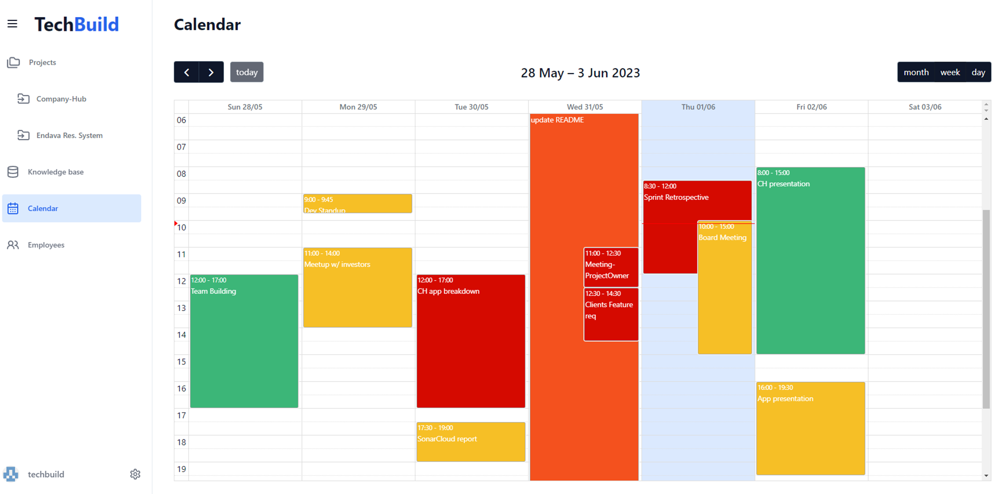 TechBuild
Projects
Company-Hub
Endava Res. System
Knowledge base
Calendar
Employees
techbuild
Calendar
today
28 May – 3 Jun 2023
month week day
Sun 28/05 Mon 29/05 Tue 30/05 Wed 31/05 Thu 01/06 Fri 02/06 Sat 03/06
06
07
08
09
10
11
12
13
14
15
16
17
18
19
12:00 - 17:00
Team Building
9:00 - 9:45
Dev Standup
11:00 - 14:00
Meetup w/ investors
12:00 - 17:00
CH app breakdown
17:30 - 19:00
SonarCloud report
update README
11:00 - 12:30
Meeting-
ProjectOwner
12:30 - 14:30
Clients Feature
req
8:30 - 12:00
Sprint Retrospective
10:00 - 15:00
Board Meeting
8:00 - 15:00
CH presentation
16:00 - 19:30
App presentation